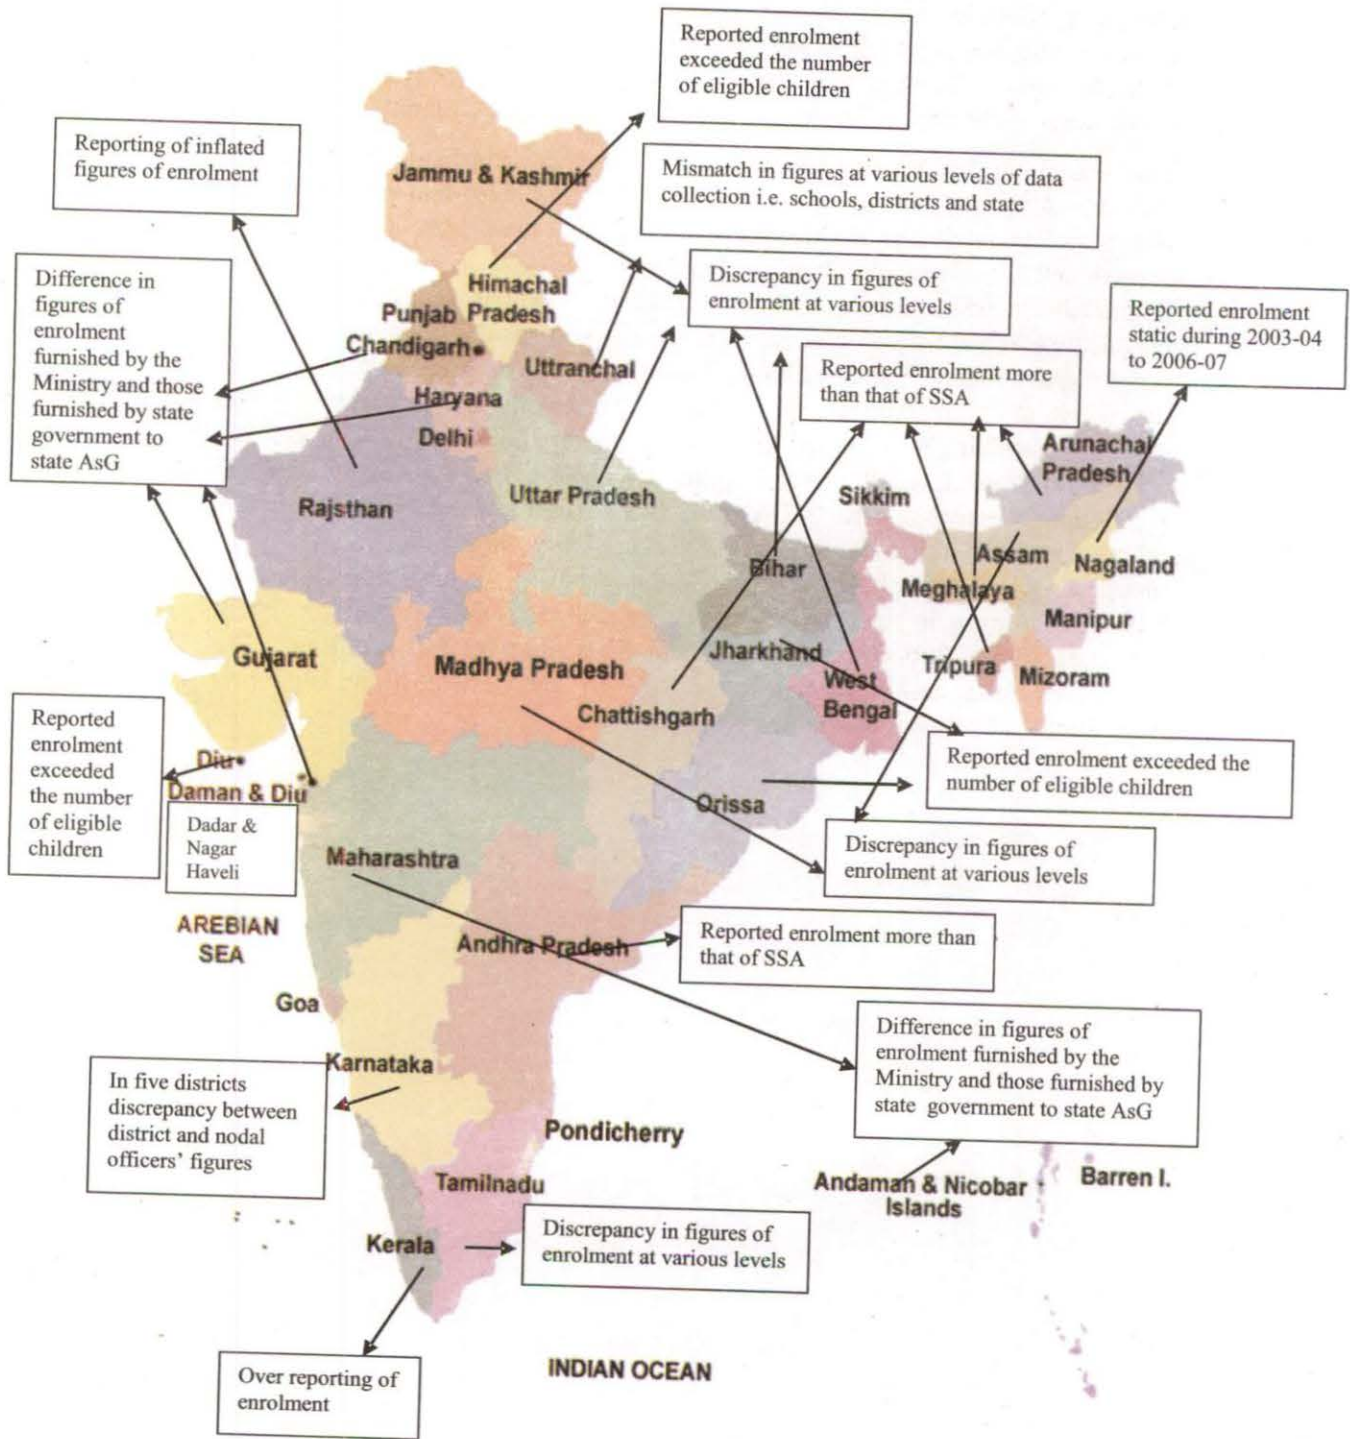 Reported enrolment
exceeded the number
of eligible children
Reporting of inflated
figures of enrolment
Jammu & Kashmir
Mismatch in figures at various levels of data
collection i.e. schools, districts and state
Difference in
figures of
enrolment
furnished by the
Ministry and those
furnished by state
government to
state AsG
Himachal
Pradesh
Punjab
Chandigarh
Discrepancy in figures of
enrolment at various levels
Reported enrolment
static during 2003-04
to 2006-07
Uttranchal
Reported enrolment more
than that of SSA
Haryana
Delhi
Arunachal
Pradesh
Rajsthan
Uttar Pradesh
Sikkim
Bihar
Assam
Nagaland
Meghalaya
Manipur
Gujarat
Madhya Pradesh
Jharkhand
Tripura
Mizoram
West
Bengal
Chattishgarh
Reported
enrolment
exceeded
the number
of eligible
children
Diu
Daman & Diu
Dadar &
Nagar
Haveli
Reported enrolment exceeded the
number of eligible children
Orissa
Maharashtra
Discrepancy in figures of
enrolment at various levels
AREBIAN
SEA
Andhra Pradesh
Reported enrolment more than
that of SSA
Goa
Difference in figures of
enrolment furnished by the
Ministry and those furnished by
state government to state AsG
Karnataka
In five districts
discrepancy between
district and nodal
officers’ figures
Pondicherry
Tamilnadu
Andaman & Nicobar
Islands
Barren I.
Kerala
Discrepancy in figures of
enrolment at various levels
Over reporting of
enrolment
INDIAN OCEAN